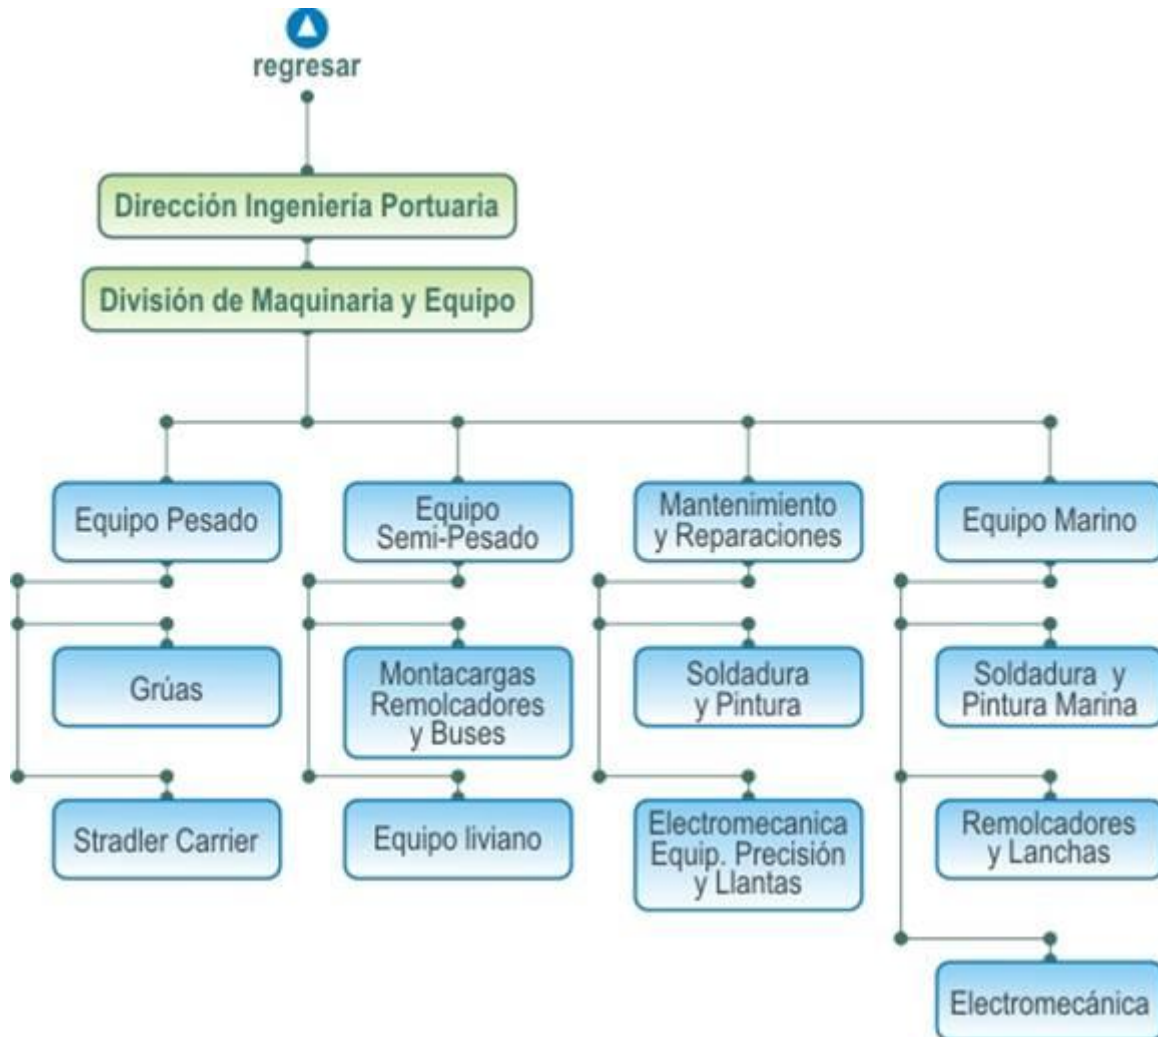 regresar
Dirección Ingeniería Portuaria
División de Maquinaria y Equipo
Equipo Pesado
Equipo
Semi-Pesado
Mantenimiento
y Reparaciones
Equipo Marino
Grúas
Montacargas
Remolcadores
y Buses
Soldadura
y Pintura
Soldadura y
Pintura Marina
Stradler Carrier
Equipo liviano
Electromecanica
Equip. Precisión
y Llantas
Remolcadores
y Lanchas
Electromecánica